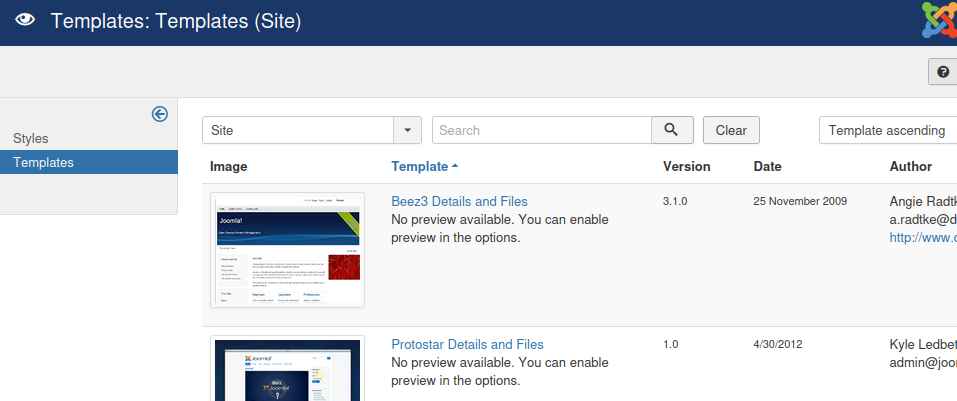 Templates: Templates (Site)
Styles
Templates
Site
Search
Clear
Template ascending
Image
Template
Version
Date
Author
Beez3 Details and Files
No preview available. You can enable
preview in the options.
3.1.0
25 November 2009
Angie Radtk
a.radtke@d
http://www.
Joomla!
Protostar Details and Files
No preview available. You can enable
preview in the options.
1.0
4/30/2012
Kyle Ledbet
admin@joo
Joomla!